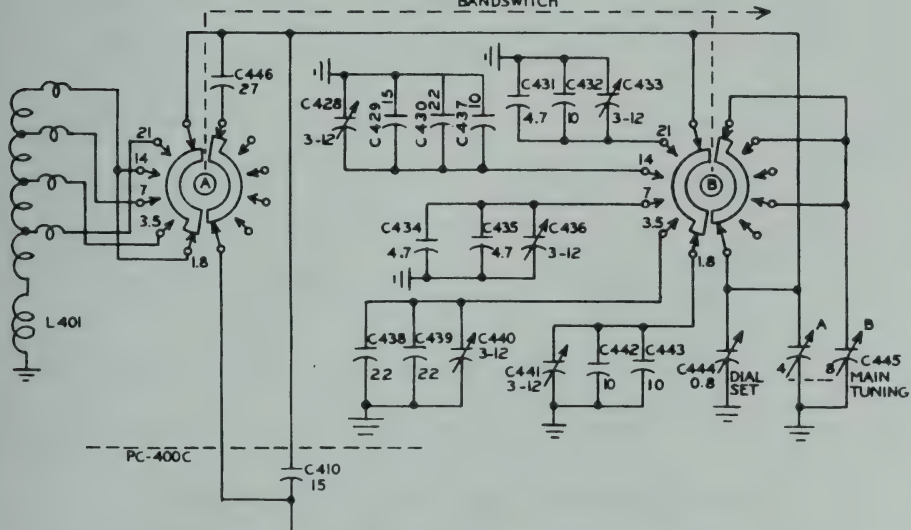 BANDSWITCH
C446
27
C428
3-12
C429
15
C430
22
C437
10
C431
4.7
C432
10
C433
3-12
21
14
7
3.5
1.8
A
21
14
7
3.5
1.8
B
C434
4.7
C435
4.7
C436
3-12
L401
C438
22
C439
22
C440
3-12
C441
3-12
C442
10
C443
10
C444
0.8
DIAL
SET
A
4
B
8
C445
MAIN
TUNING
PC-400C
C410
15